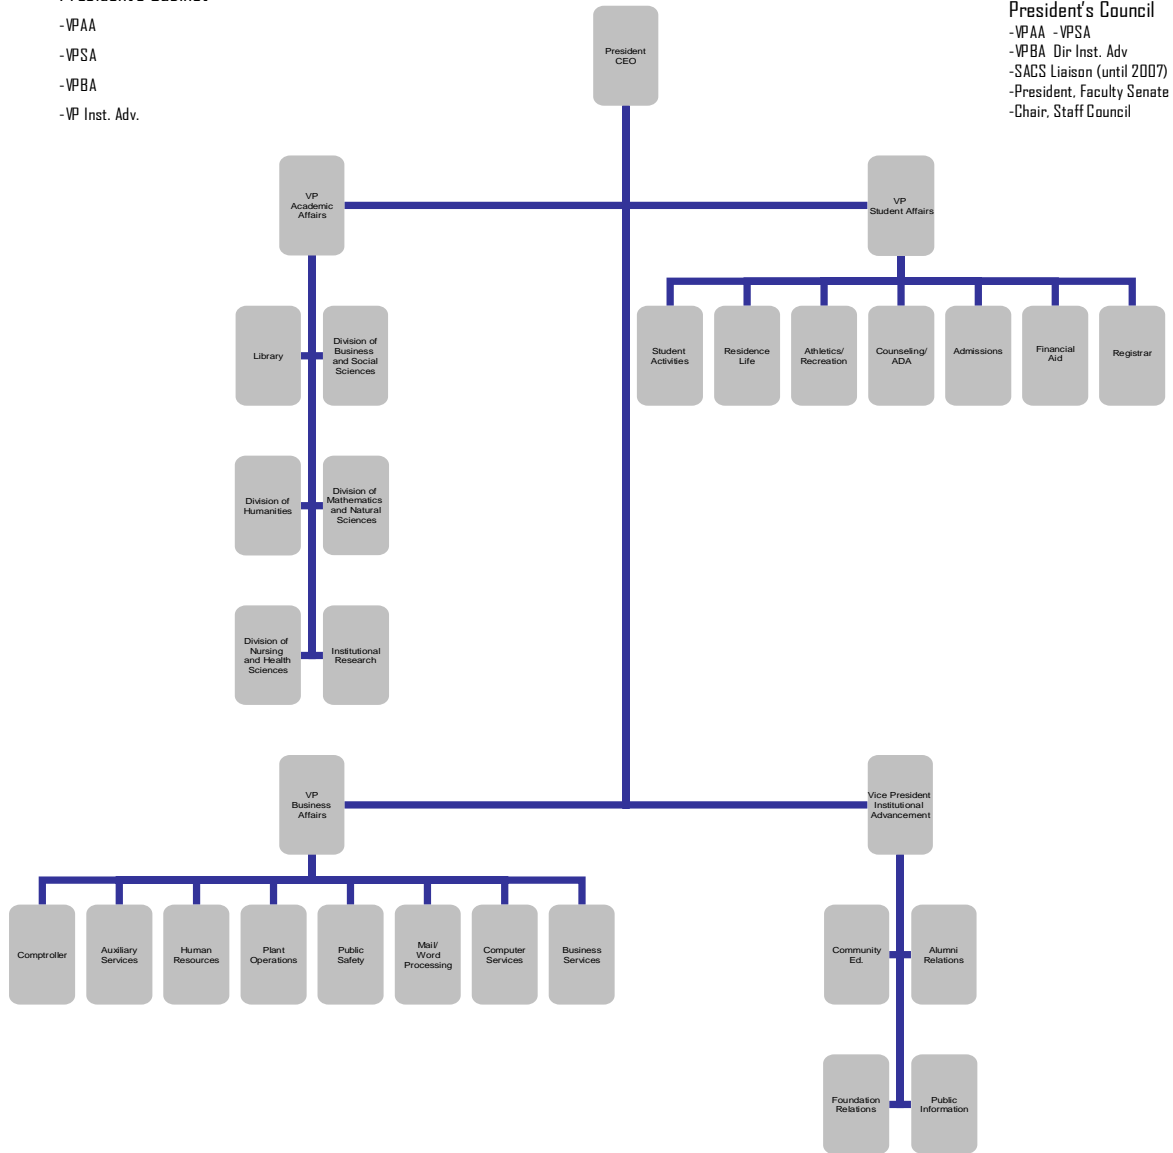 -VPAA
-VPSA
-VPBA
-VP Inst. Adv.
President's Council
-VPAA -VPSA
-VPBA Dir Inst. Adv
-SACS Liaison (until 2007)
-President, Faculty Senate
-Chair, Staff Council
President
CEO
VP
Academic
Affairs
VP
Student Affairs
Library
Division of
Business
and Social
Sciences
Student
Activities
Residence
Life
Athletics/
Recreation
Counseling/
ADA
Admissions
Financial
Aid
Registrar
Division of
Humanities
Division of
Mathematics
and Natural
Sciences
Division of
Nursing
and Health
Sciences
Institutional
Research
VP
Business
Affairs
Vice President
Institutional
Advancement
Comptroller
Auxiliary
Services
Human
Resources
Plant
Operations
Public
Safety
Mail/
Word
Processing
Computer
Services
Business
Services
Community
Ed.
Alumni
Relations
Foundation
Relations
Public
Information